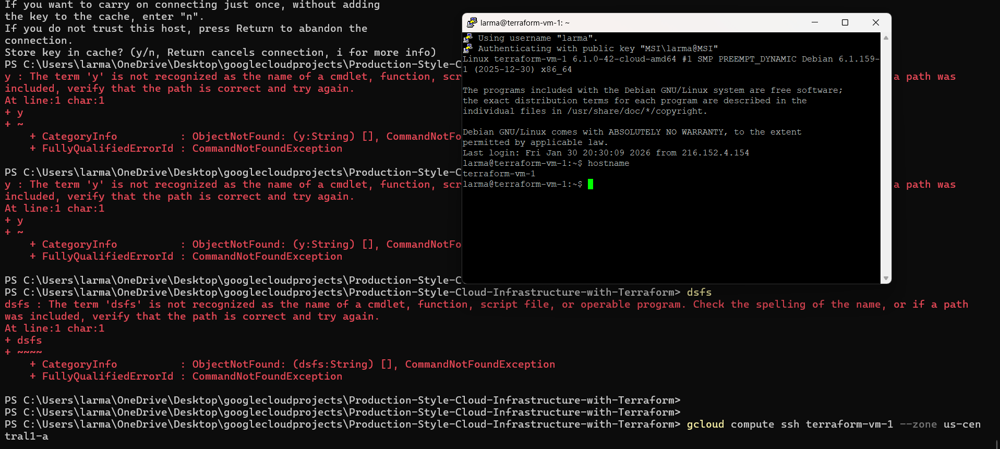 If you want to carry on connecting just once, without adding
the key to the cache, enter "n".
If you do not trust this host, press Return to abandon the
connection.
Store key in cache? (y/n, Return cancels connection, i for more info)
PS C:\Users\larma\OneDrive\Desktop\googlecloudprojects\Production-Style-C
y : The term 'y' is not recognized as the name of a cmdlet, function, scr a path was
included, verify that the path is correct and try again.
At line:1 char:1
+ y
+ ~
    + CategoryInfo          : ObjectNotFound: (y:String) [], CommandNotFo
    + FullyQualifiedErrorId : CommandNotFoundException
PS C:\Users\larma\OneDrive\Desktop\googlecloudprojects\Production-Style-C
y : The term 'y' is not recognized as the name of a cmdlet, function, scr a path was
included, verify that the path is correct and try again.
At line:1 char:1
+ y
+ ~
    + CategoryInfo          : ObjectNotFound: (y:String) [], CommandNotFo
    + FullyQualifiedErrorId : CommandNotFoundException
PS C:\Users\larma\OneDrive\Desktop\googlecloudprojects\Production-Style-C
PS C:\Users\larma\OneDrive\Desktop\googlecloudprojects\Production-Style-Cloud-Infrastructure-with-Terraform> dsfs
dsfs : The term 'dsfs' is not recognized as the name of a cmdlet, function, script file, or operable program. Check the spelling of the name, or if a path
was included, verify that the path is correct and try again.
At line:1 char:1
+ dsfs
+ ~~~~
    + CategoryInfo          : ObjectNotFound: (dsfs:String) [], CommandNotFoundException
    + FullyQualifiedErrorId : CommandNotFoundException
PS C:\Users\larma\OneDrive\Desktop\googlecloudprojects\Production-Style-Cloud-Infrastructure-with-Terraform>
PS C:\Users\larma\OneDrive\Desktop\googlecloudprojects\Production-Style-Cloud-Infrastructure-with-Terraform>
PS C:\Users\larma\OneDrive\Desktop\googlecloudprojects\Production-Style-Cloud-Infrastructure-with-Terraform> gcloud compute ssh terraform-vm-1 --zone us-cen
tral1-a
larma@terraform-vm-1: ~
Using username "larma".
Authenticating with public key "MSI\larma@MSI"
Linux terraform-vm-1 6.1.0-42-cloud-amd64 #1 SMP PREEMPT_DYNAMIC Debian 6.1.159-
1 (2025-12-30) x86_64
The programs included with the Debian GNU/Linux system are free software;
the exact distribution terms for each program are described in the
individual files in /usr/share/doc/*/copyright.
Debian GNU/Linux comes with ABSOLUTELY NO WARRANTY, to the extent
permitted by applicable law.
Last login: Fri Jan 30 20:30:09 2026 from 216.152.4.154
larma@terraform-vm-1:~$ hostname
terraform-vm-1
larma@terraform-vm-1:~$